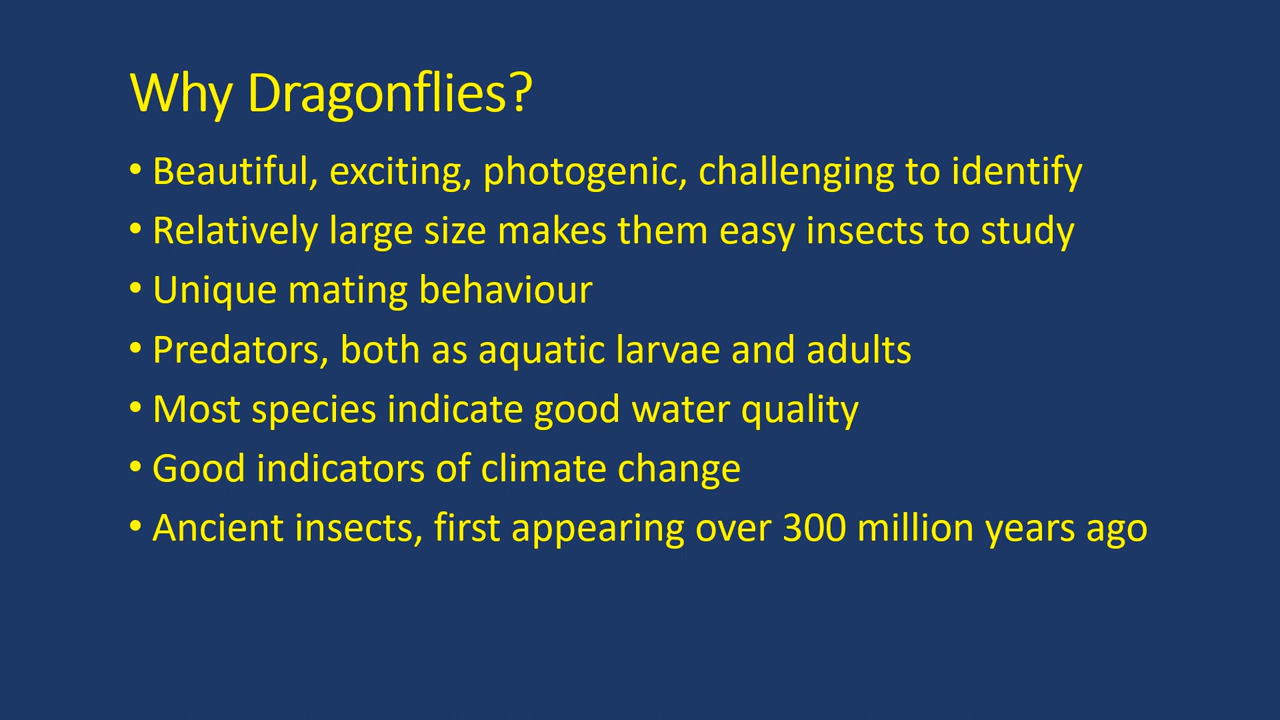 Why Dragonflies?
• Beautiful, exciting, photogenic, challenging to identify
• Relatively large size makes them easy insects to study
• Unique mating behaviour
• Predators, both as aquatic larvae and adults
• Most species indicate good water quality
• Good indicators of climate change
• Ancient insects, first appearing over 300 million years ago